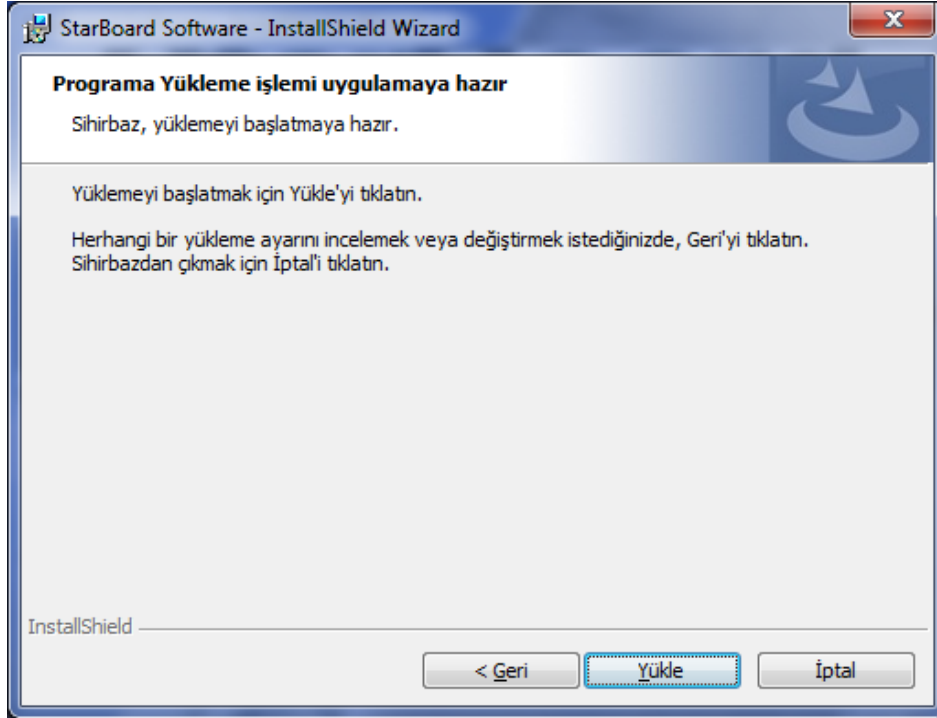 StarBoard Software - InstallShield Wizard
Programa Yükleme işlemi uygulamaya hazır
Sihirbaz, yüklemeyi başlatmaya hazır.
Yüklemeyi başlatmak için Yükle'yi tıklatın.
Herhangi bir yükleme ayarını incelemek veya değiştirmek istediğinizde, Geri'yi tıklatın.
Sihirbazdan çıkmak için İptal'i tıklatın.
InstallShield
< Geri Yükle İptal